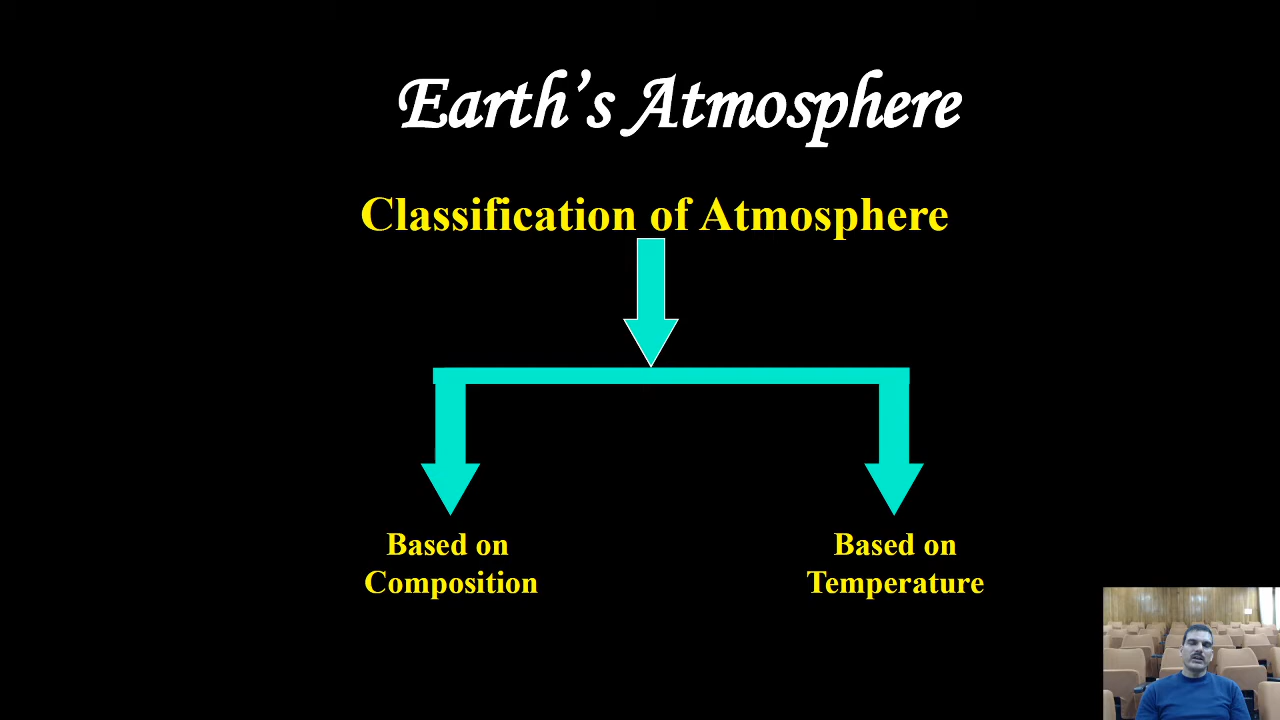 Earth’s Atmosphere
Classification of Atmosphere
Based on
Composition
Based on
Temperature